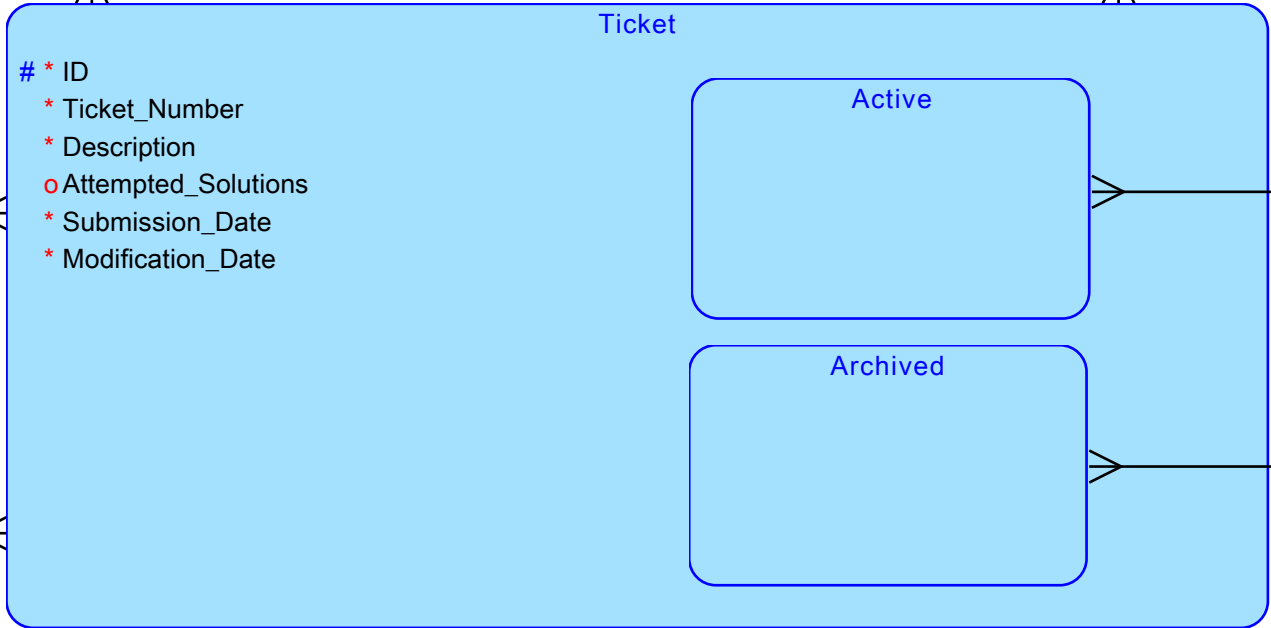 Ticket
# * ID
* Ticket_Number
* Description
o Attempted_Solutions
* Submission_Date
* Modification_Date
Active
Archived